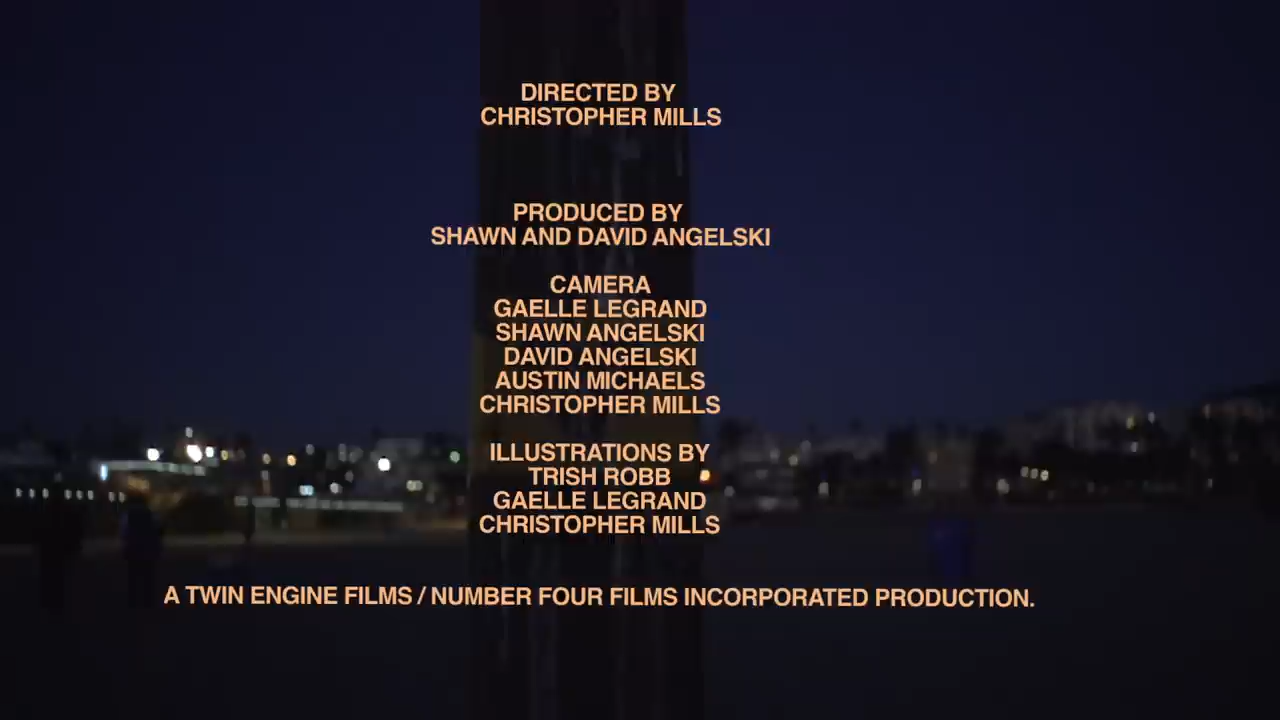 DIRECTED BY
CHRISTOPHER MILLS
PRODUCED BY
SHAWN AND DAVID ANGELSKI
CAMERA
GAELLE LEGRAND
SHAWN ANGELSKI
DAVID ANGELSKI
AUSTIN MICHAELS
CHRISTOPHER MILLS
ILLUSTRATIONS BY
TRISH ROBB
GAELLE LEGRAND
CHRISTOPHER MILLS
A TWIN ENGINE FILMS / NUMBER FOUR FILMS INCORPORATED PRODUCTION.